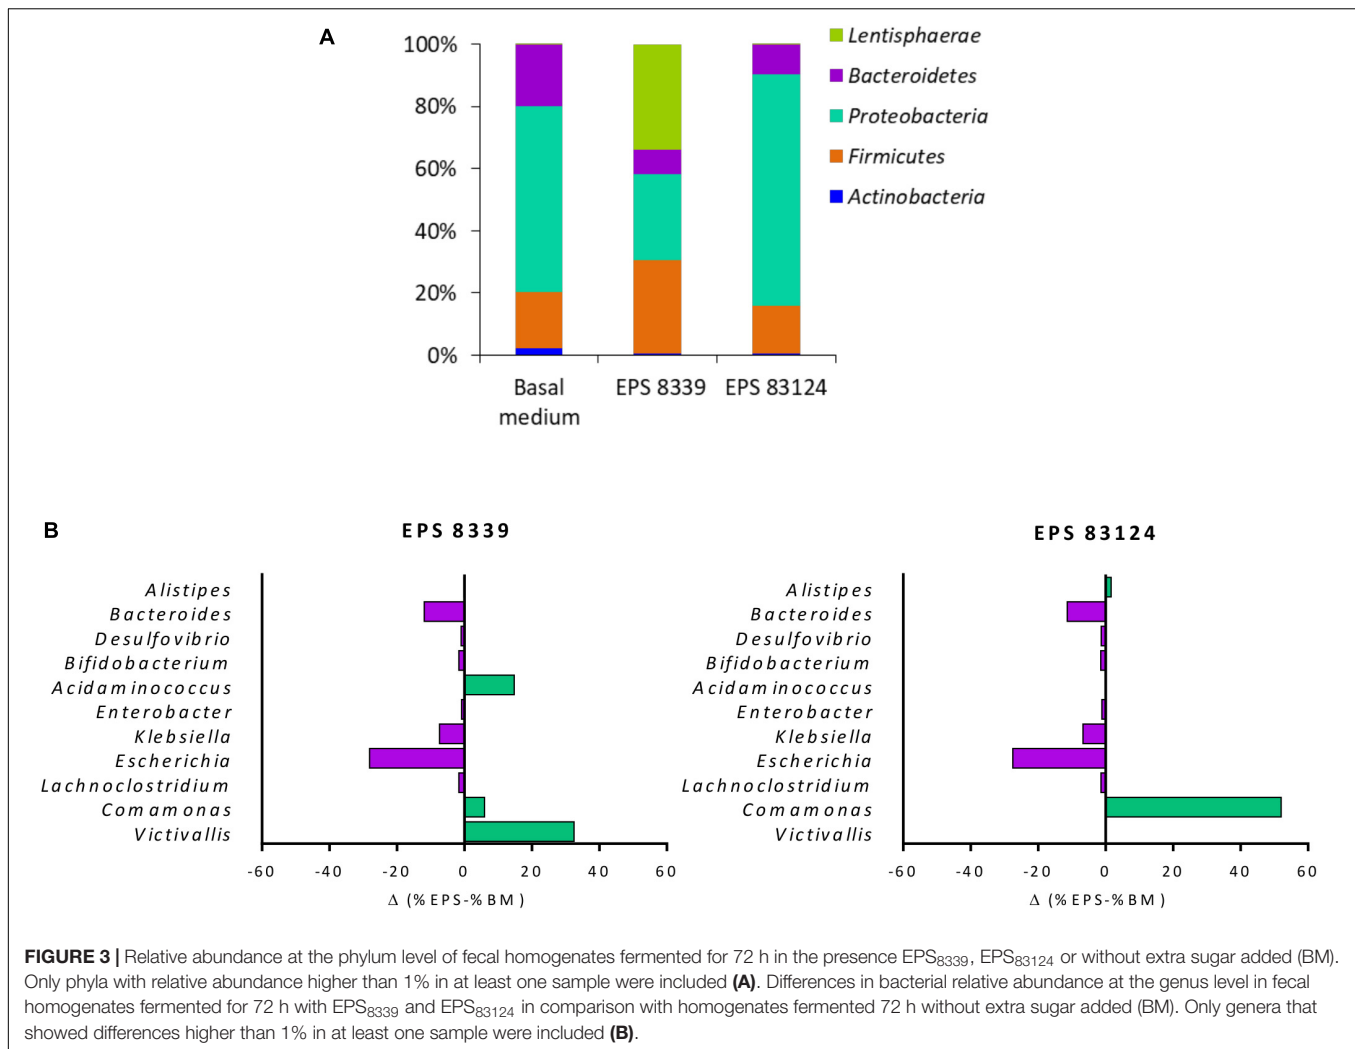 A
100%
80%
60%
40%
20%
0%
Basal
medium
EPS 8339
EPS 83124
Lentisphaerae
Bacteroidetes
Proteobacteria
Firmicutes
Actinobacteria
B
EPS 8339
Alistipes
Bacteroides
Desulfovibrio
Bifidobacterium
Acidaminococcus
Enterobacter
Klebsiella
Escherichia
Lachnoclostridium
Comamonas
Victivallis
-60 -40 -20 0 20 40 60
Δ (%EPS-%BM)
EPS 83124
Alistipes
Bacteroides
Desulfovibrio
Bifidobacterium
Acidaminococcus
Enterobacter
Klebsiella
Escherichia
Lachnoclostridium
Comamonas
Victivallis
-60 -40 -20 0 20 40 60
Δ (%EPS-%BM)
FIGURE 3 | Relative abundance at the phylum level of fecal homogenates fermented for 72 h in the presence EPS8339, EPS83124 or without extra sugar added (BM).
Only phyla with relative abundance higher than 1% in at least one sample were included (A). Differences in bacterial relative abundance at the genus level in fecal
homogenates fermented for 72 h with EPS8339 and EPS83124 in comparison with homogenates fermented 72 h without extra sugar added (BM). Only genera that
showed differences higher than 1% in at least one sample were included (B).